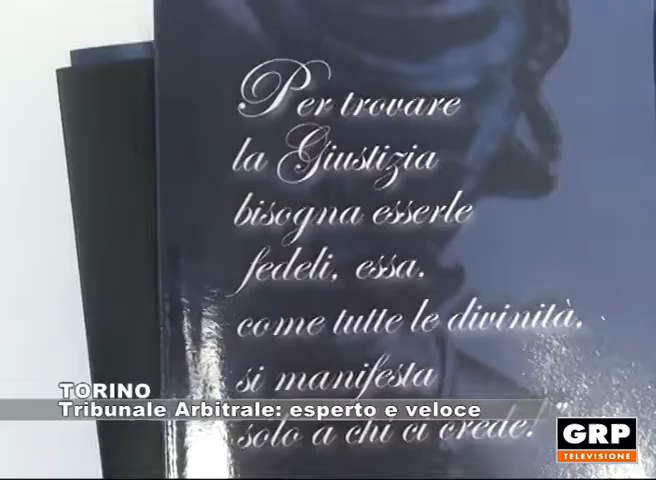 Per trovare
la Giustizia
bisogna esserle
fedeli, essa,
come tutte le divinità,
si manifesta
solo a chi ci crede!"
TORINO
Tribunale Arbitrale: esperto e veloce
GRP
TELEVISIONE